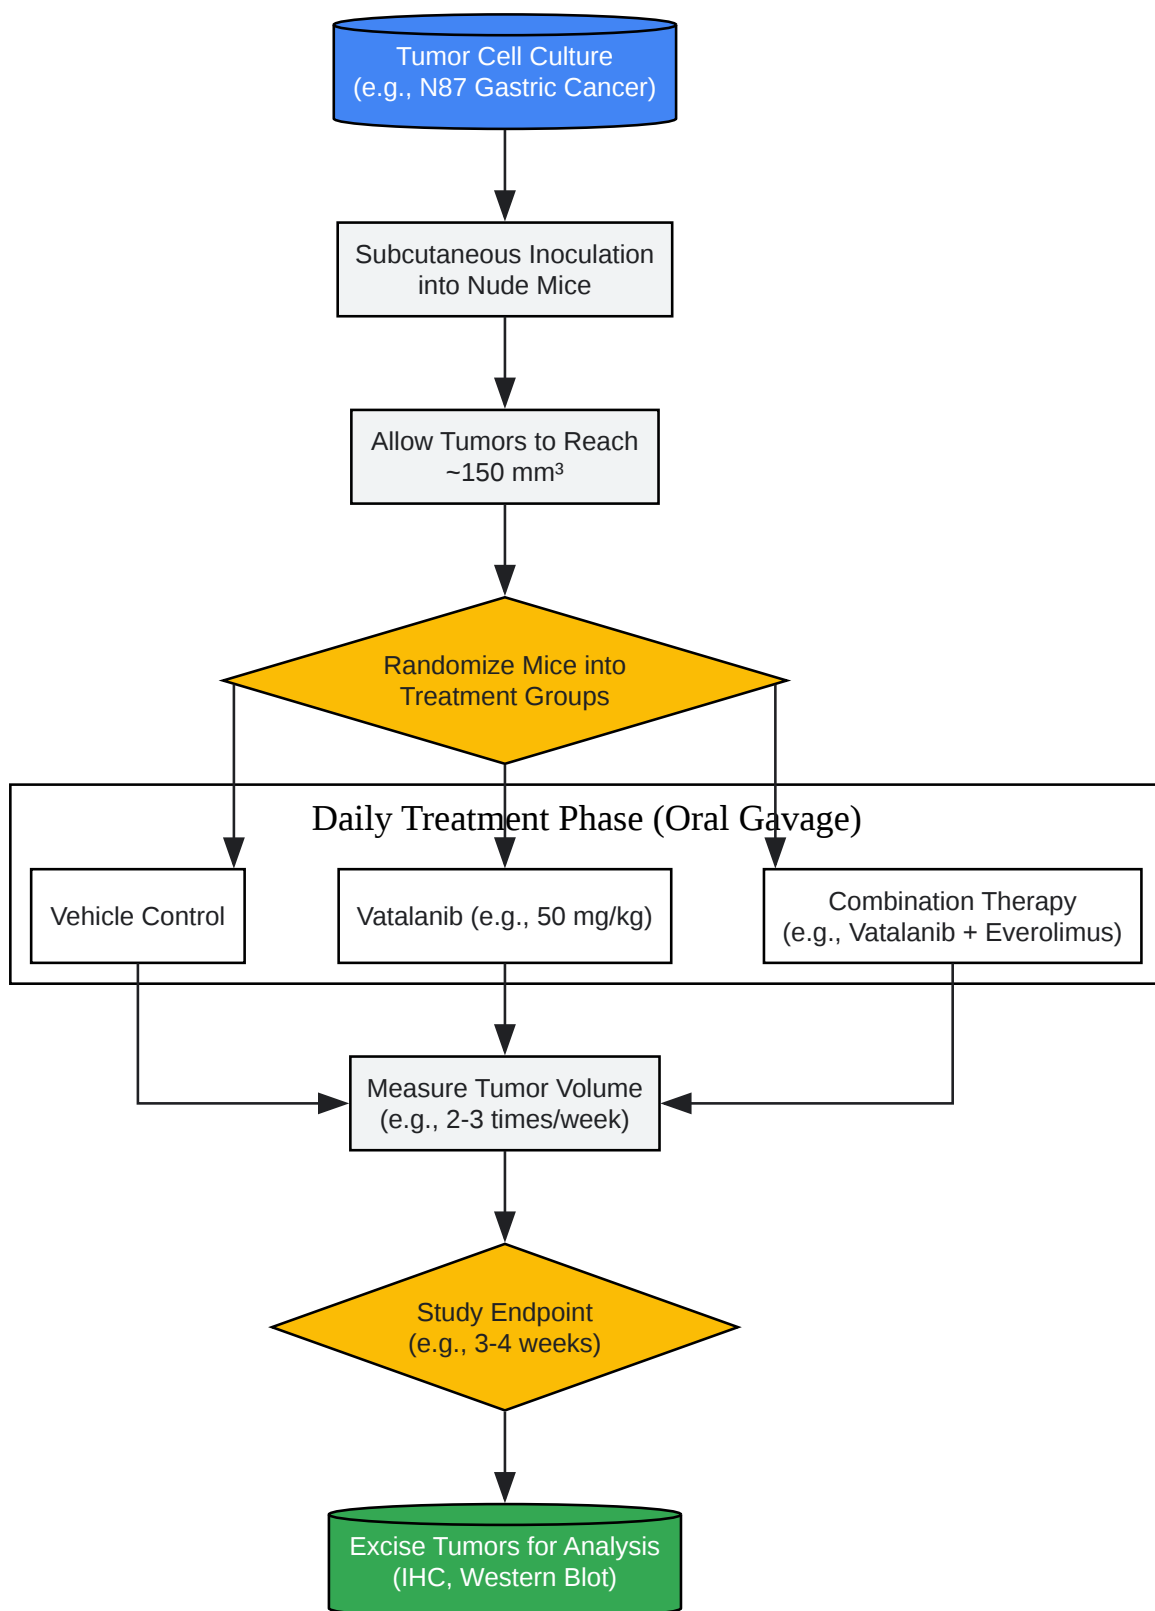 Tumor Cell Culture
(e.g., N87 Gastric Cancer)
Subcutaneous Inoculation
into Nude Mice
Allow Tumors to Reach
~150 mm³
Randomize Mice into
Treatment Groups
Daily Treatment Phase (Oral Gavage)
Vehicle Control
Vatalanib (e.g., 50 mg/kg)
Combination Therapy
(e.g., Vatalanib + Everolimus)
Measure Tumor Volume
(e.g., 2-3 times/week)
Study Endpoint
(e.g., 3-4 weeks)
Excise Tumors for Analysis
(IHC, Western Blot)